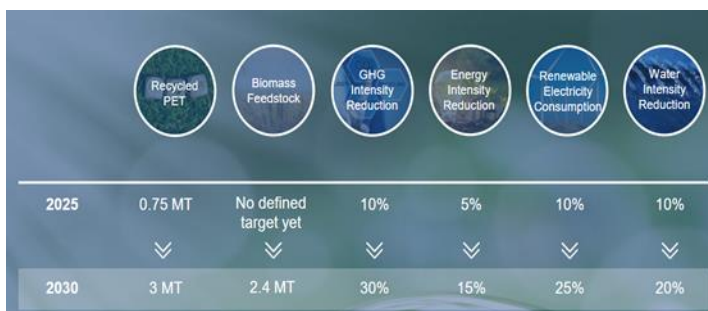 Recycled
PET
Biomass
Feedstock
GHG
Intensity
Reduction
Energy
Intensity
Reduction
Renewable
Electricity
Consumption
Water
Intensity
Reduction
2025 0.75 MT No defined target yet 10% 5% 10% 10%
2030 3 MT 2.4 MT 30% 15% 25% 20%